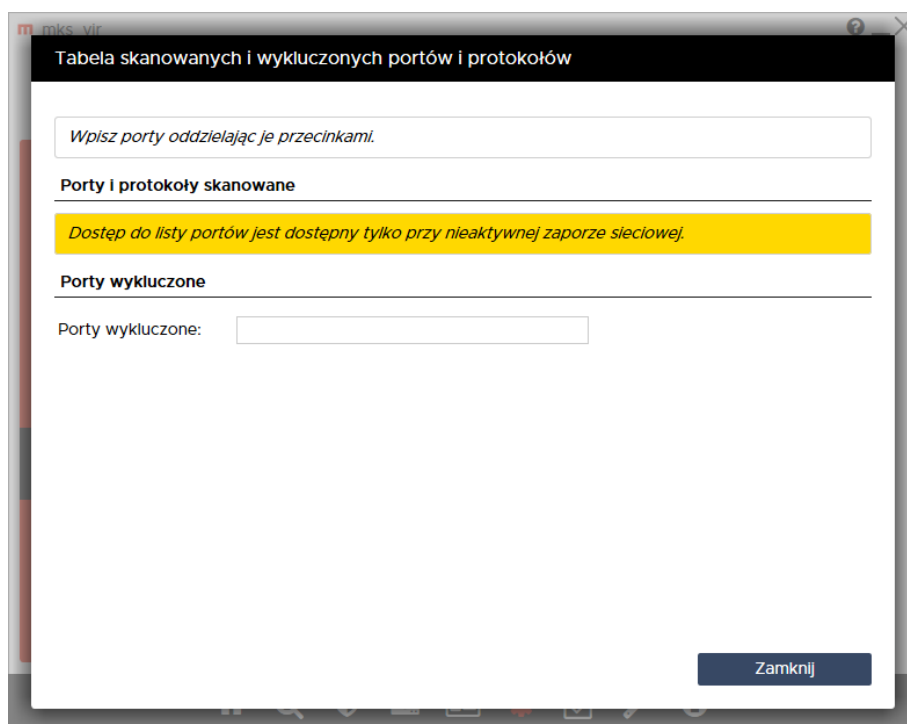 mks_vir
Tabela skanowanych i wykluczonych portów i protokołów
Wpisz porty oddzielając je przecinkami.
Porty i protokoły skanowane
Dostęp do listy portów jest dostępny tylko przy nieaktywnej zaporze sieciowej.
Porty wykluczone
Porty wykluczone:
Zamknij